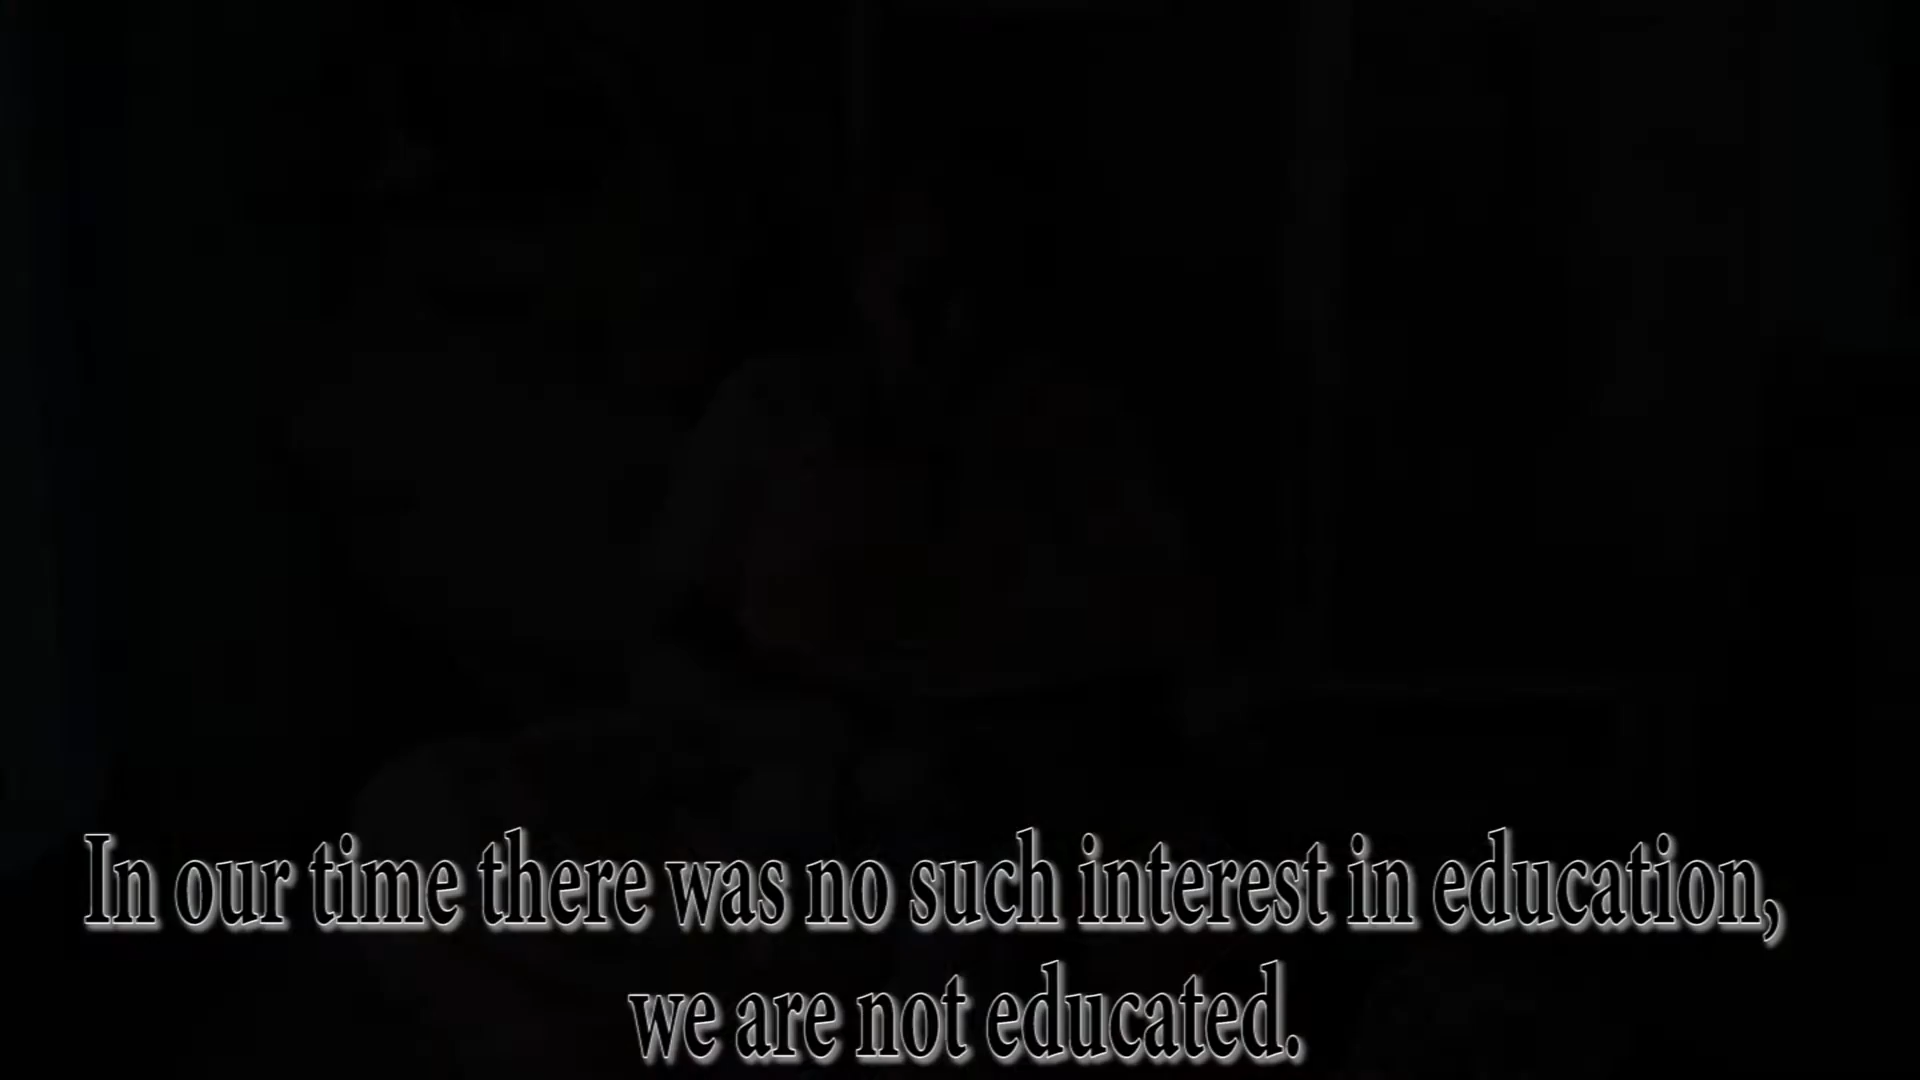 In our time there was no such interest in education,
we are not educated.